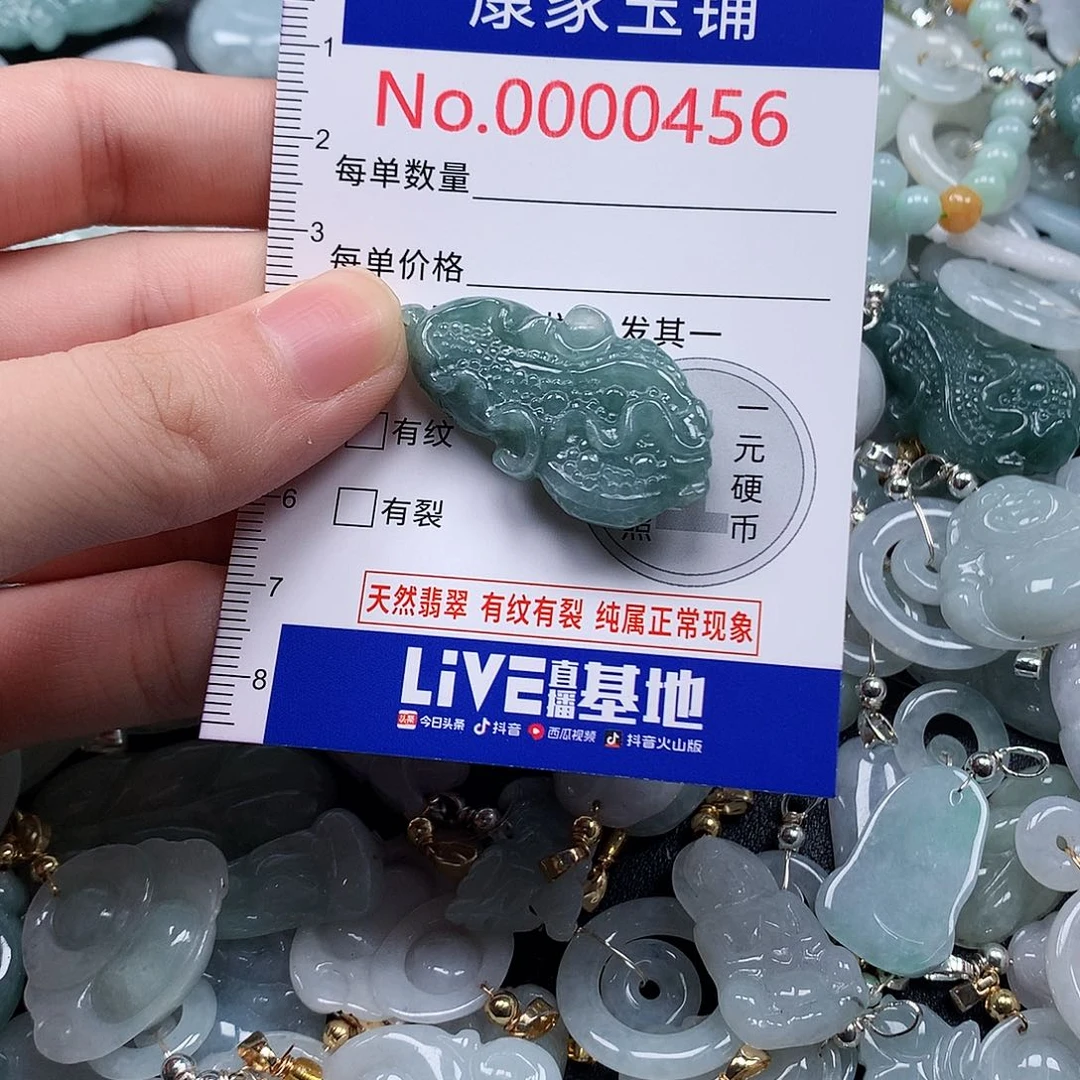 康家玉铺
1
No.0000456
2
每单数量
3
每单价格
发其一
一元硬币
有纹
6
有裂
7
天然翡翠 有纹有裂 纯属正常现象
8
LiVE直播基地
头条 今日头条 抖音 西瓜视频 抖音火山版